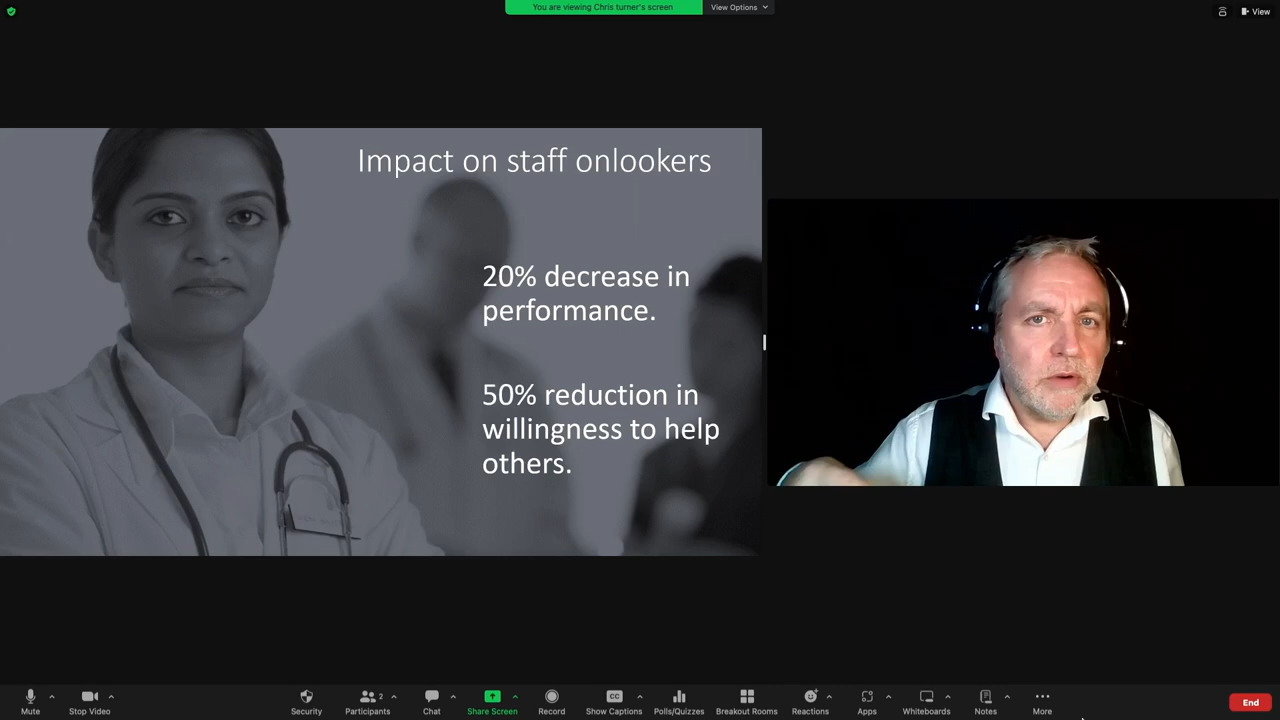 You are viewing Chris turner's screen
View Options
View
Impact on staff onlookers
20% decrease in
performance.
50% reduction in
willingness to help
others.
Mute
Stop Video
Security
2
Participants
Chat
Share Screen
Record
CC
Show Captions
Polls/Quizzes
Breakout Rooms
Reactions
Apps
Whiteboards
Notes
More
End